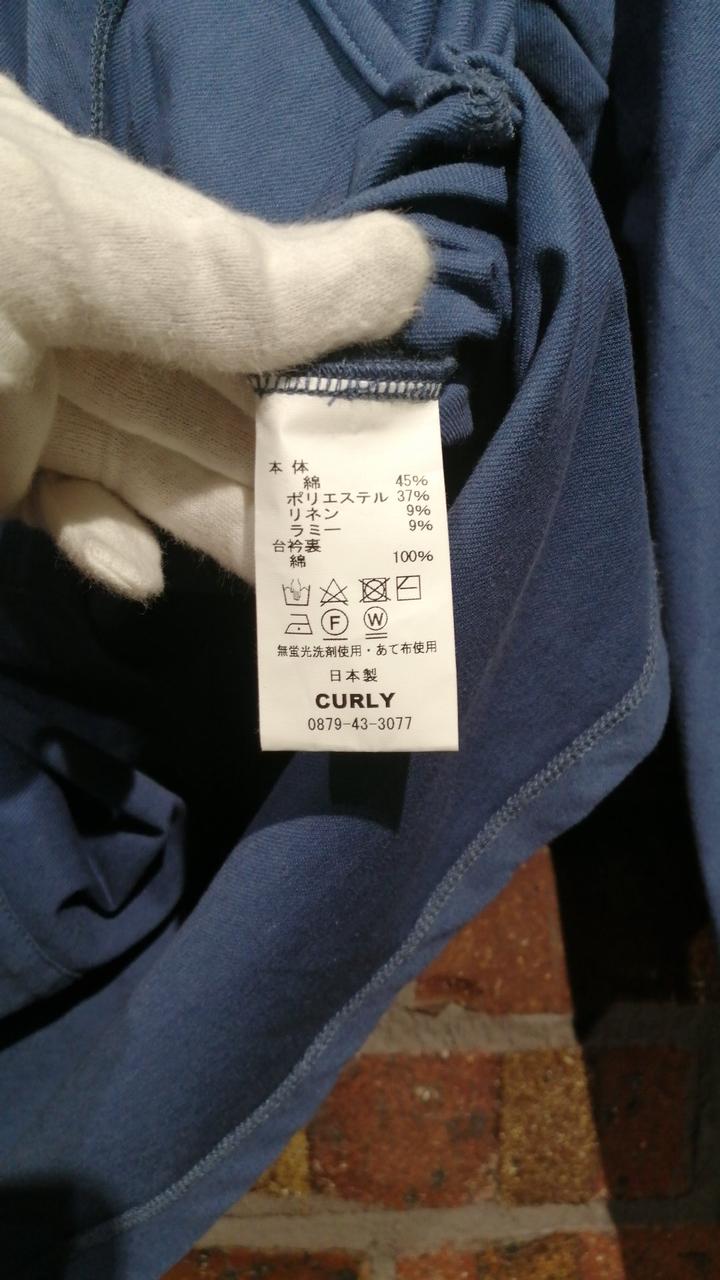 本 体
綿 45%
ポリエステル 37%
リネン 9%
ラミー 9%
台衿裏
綿 100%
F W
無蛍光洗剤使用・あて布使用
日本製
CURLY
0879-43-3077